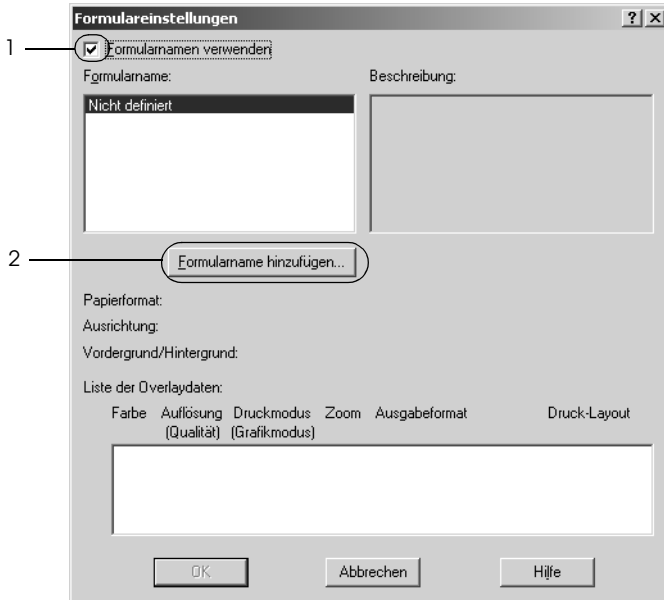 Formulareinstellungen
1
Formularnamen verwenden
Formularname:
Beschreibung:
Nicht definiert
2
Formularname hinzufügen...
Papierformat:
Ausrichtung:
Vordergrund/Hintergrund:
Liste der Overlaydaten:
Farbe Auflösung Druckmodus Zoom Ausgabeformat Druck-Layout
(Qualität) (Grafikmodus)
OK Abbrechen Hilfe